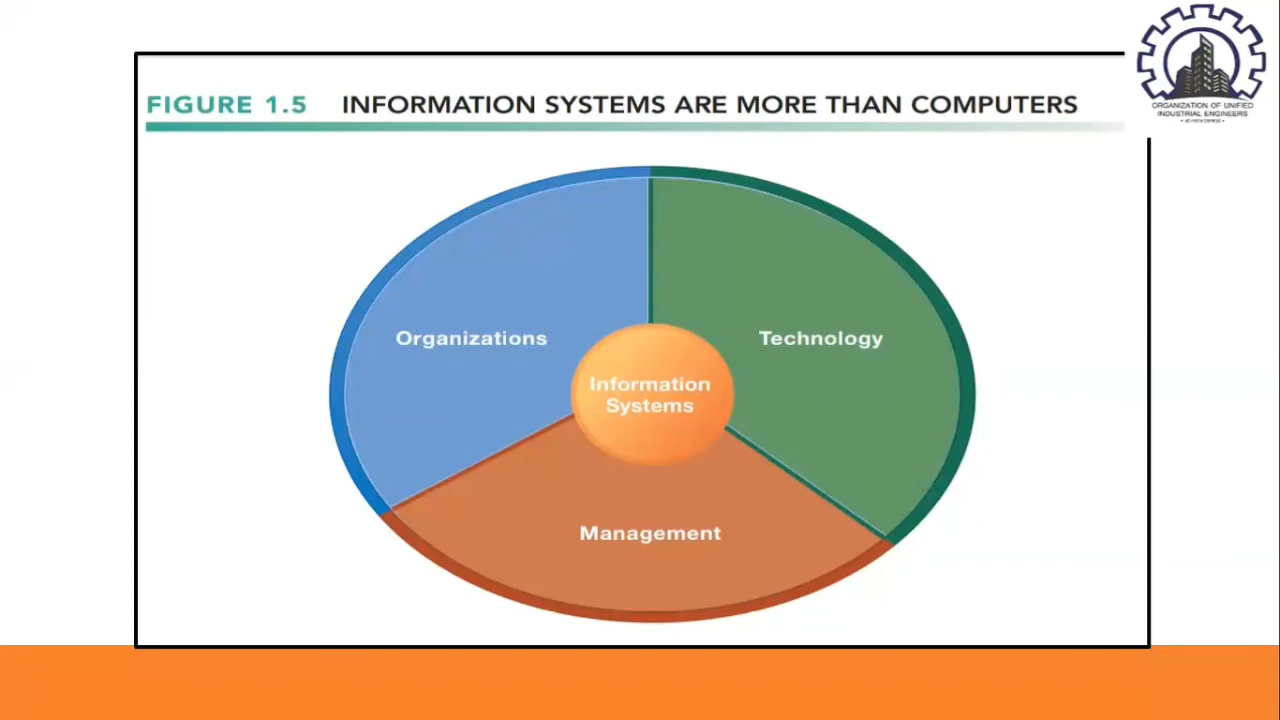 ORGANIZATION OF UNIFIED
INDUSTRIAL ENGINEERS
FIGURE 1.5 INFORMATION SYSTEMS ARE MORE THAN COMPUTERS
Organizations
Technology
Information
Systems
Management